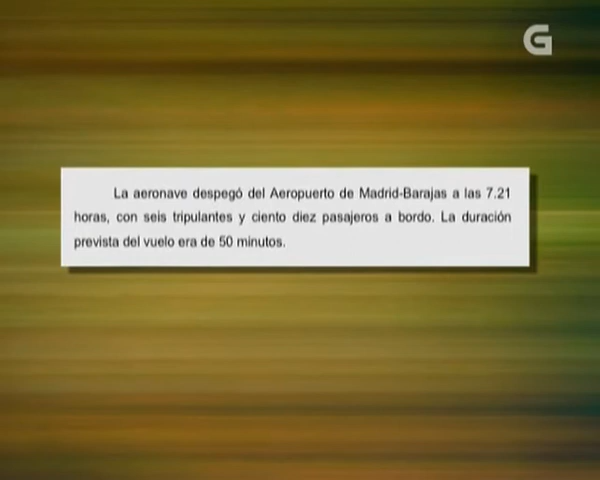 G
La aeronave despegó del Aeropuerto de Madrid-Barajas a las 7.21
horas, con seis tripulantes y ciento diez pasajeros a bordo. La duración
prevista del vuelo era de 50 minutos.